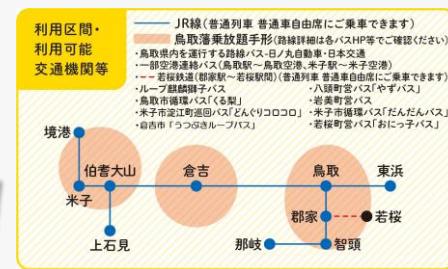 利用区間・
利用可能
交通機関等
JR線(普通列車 普通車自由席にご乗車できます)
鳥取藩乗放題手形(路線詳細は各バスHP等でご確認ください)
・鳥取県内を運行する路線バス-日ノ丸自動車・日本交通
・一部空港連絡バス(鳥取駅～鳥取空港、米子駅～米子空港)
・若桜鉄道(郡家駅～若桜駅間)(普通列車 普通車自由席にご乗車できます)
・ループ麒麟獅子バス ・八頭町営バス「やずバス」
・鳥取市循環バス「くる梨」 ・岩美町営バス
・米子市淀江町巡回バス「どんぐりコロコロ」 ・米子市循環バス「だんだんバス」
・倉吉市「うつぶきループバス」 ・若桜町営バス「おにっ子バス」
境港
伯耆大山 倉吉 鳥取 東浜
米子
郡家 若桜
上石見
那岐 智頭